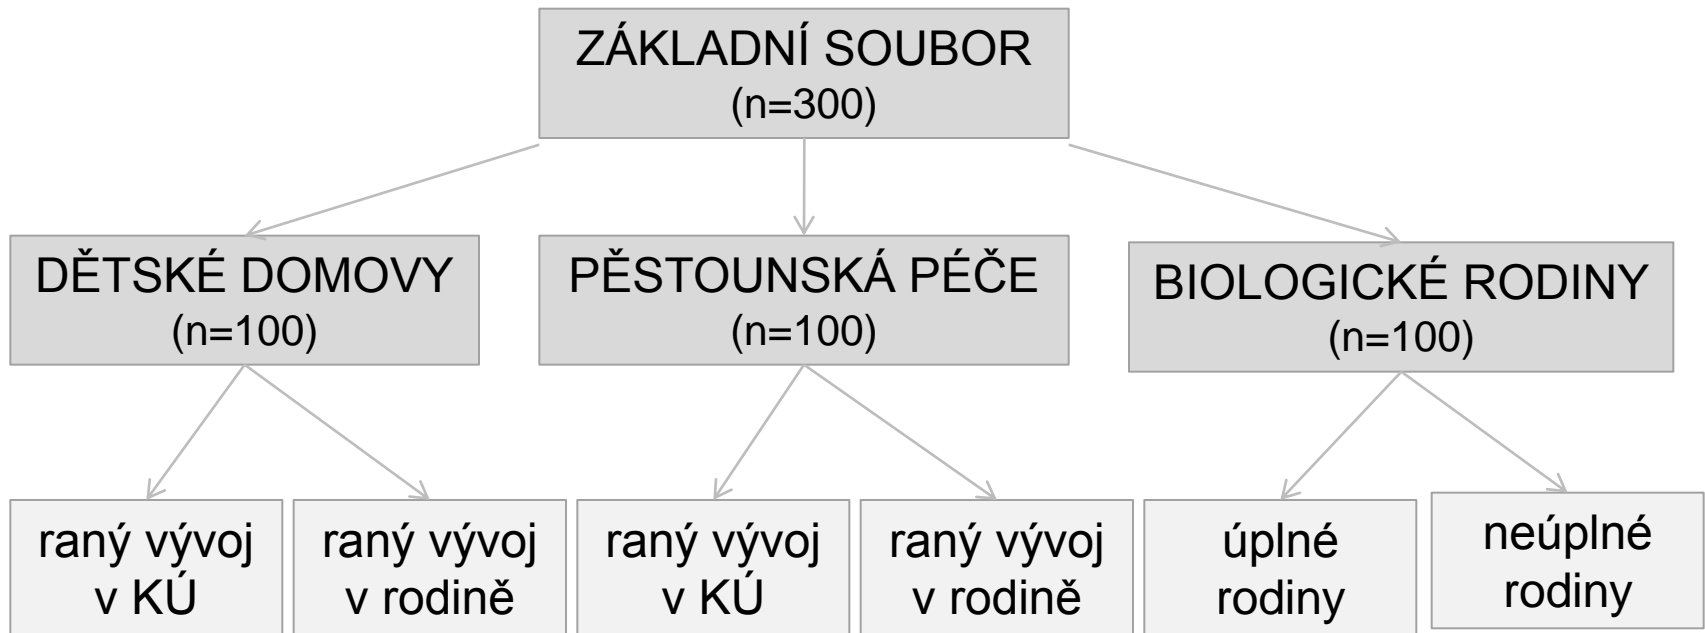 ZÁKLADNÍ SOUBOR
(n=300)
DĚTSKÉ DOMOVY
(n=100)
PĚSTOUNSKÁ PÉČE
(n=100)
BIOLOGICKÉ RODINY
(n=100)
raný vývoj
v KÚ
raný vývoj
v rodině
raný vývoj
v KÚ
raný vývoj
v rodině
úplné
rodiny
neúplné
rodiny